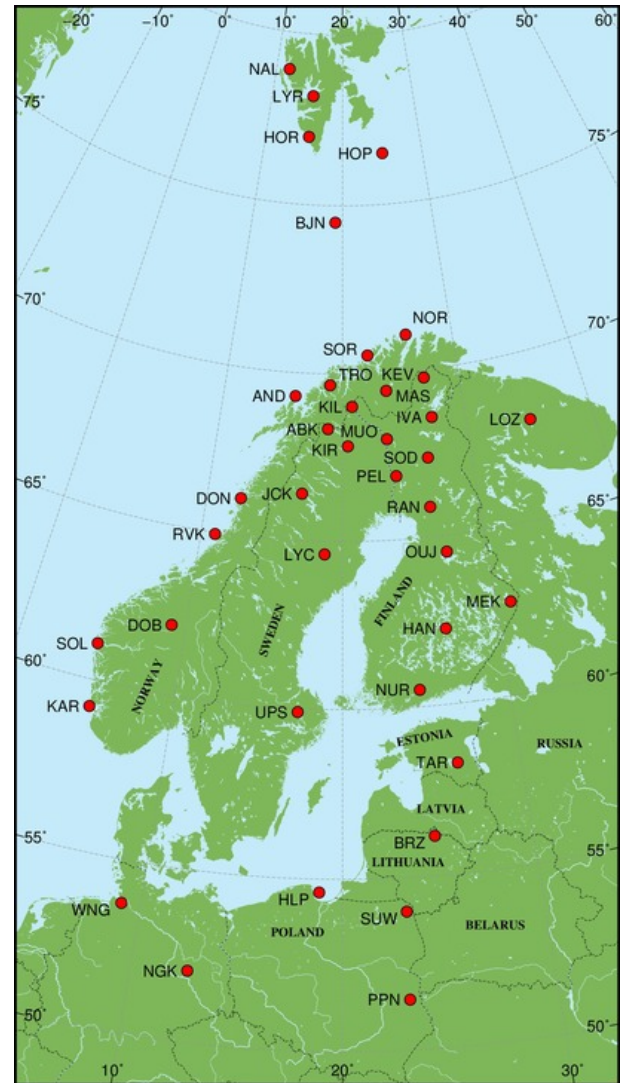 -20° -10° 0° 10° 20° 30° 40° 50° 60°
NAL
75°
LYR
HOR
75°
HOP
BJN
70°
NOR
70°
SOR
TRO KEV
AND
MAS
KIL
IVA
LOZ
ABK MUO
KIR
SOD
PEL
65°
JCK
DON
65°
RAN
RVK
LYC
OUJ
FINLAND
MEK
SWEDEN
DOB
HAN
SOL
60°
60°
NORWAY
NUR
KAR
UPS
ESTONIA
RUSSIA
TAR
LATVIA
55°
BRZ
55°
LITHUANIA
HLP
WNG
SUW
POLAND
BELARUS
NGK
PPN
50°
50°
10° 20° 30°